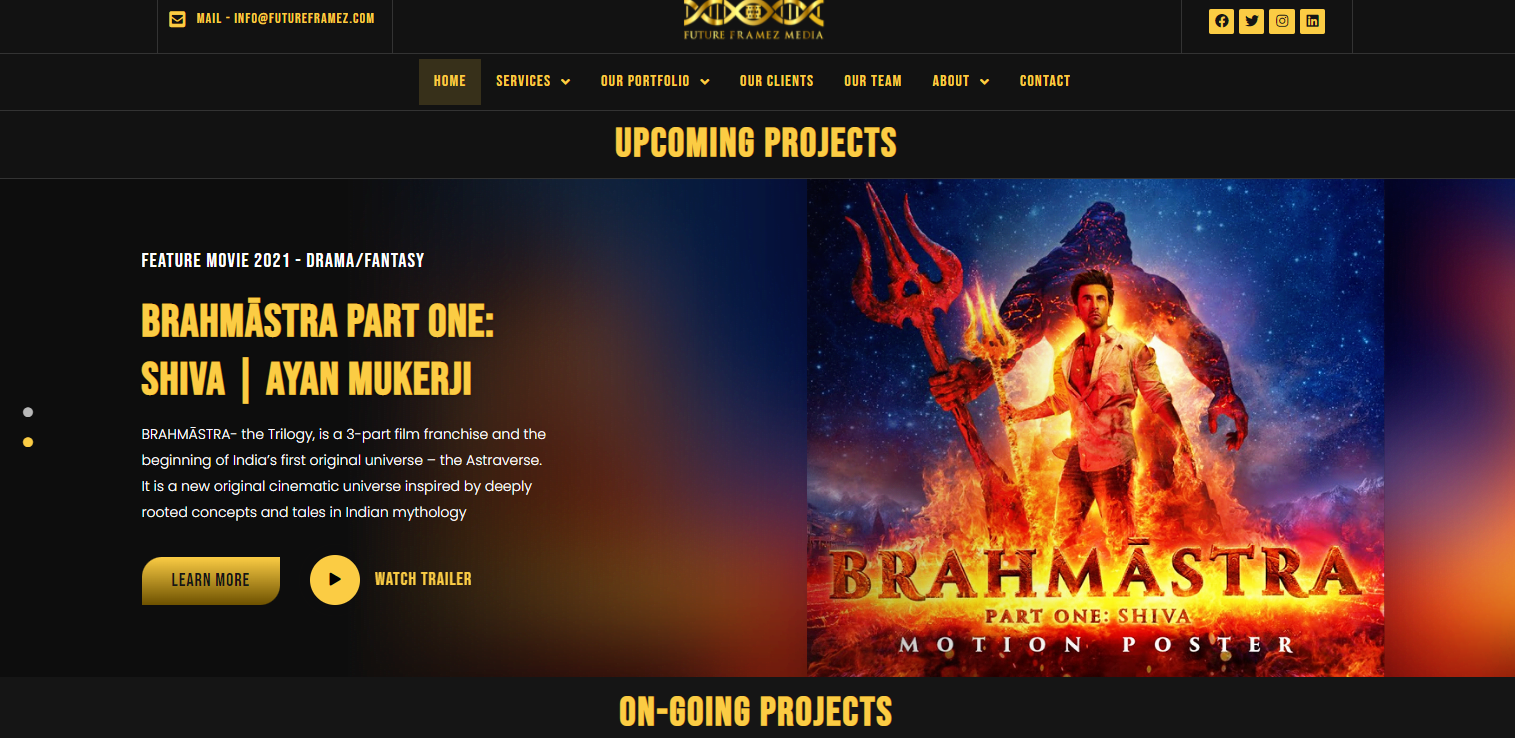 MAIL - INFO@FUTUREFRAMEZ.COM
FUTURE FRAMEZ MEDIA
HOME SERVICES OUR PORTFOLIO OUR CLIENTS OUR TEAM ABOUT CONTACT
UPCOMING PROJECTS
FEATURE MOVIE 2021 - DRAMA/FANTASY
BRAHMĀSTRA PART ONE:
SHIVA | AYAN MUKERJI
BRAHMĀSTRA- the Trilogy, is a 3-part film franchise and the
beginning of India’s first original universe – the Astraverse.
It is a new original cinematic universe inspired by deeply
rooted concepts and tales in Indian mythology
LEARN MORE
WATCH TRAILER
BRAHMĀSTRA
PART ONE: SHIVA
MOTION POSTER
ON-GOING PROJECTS